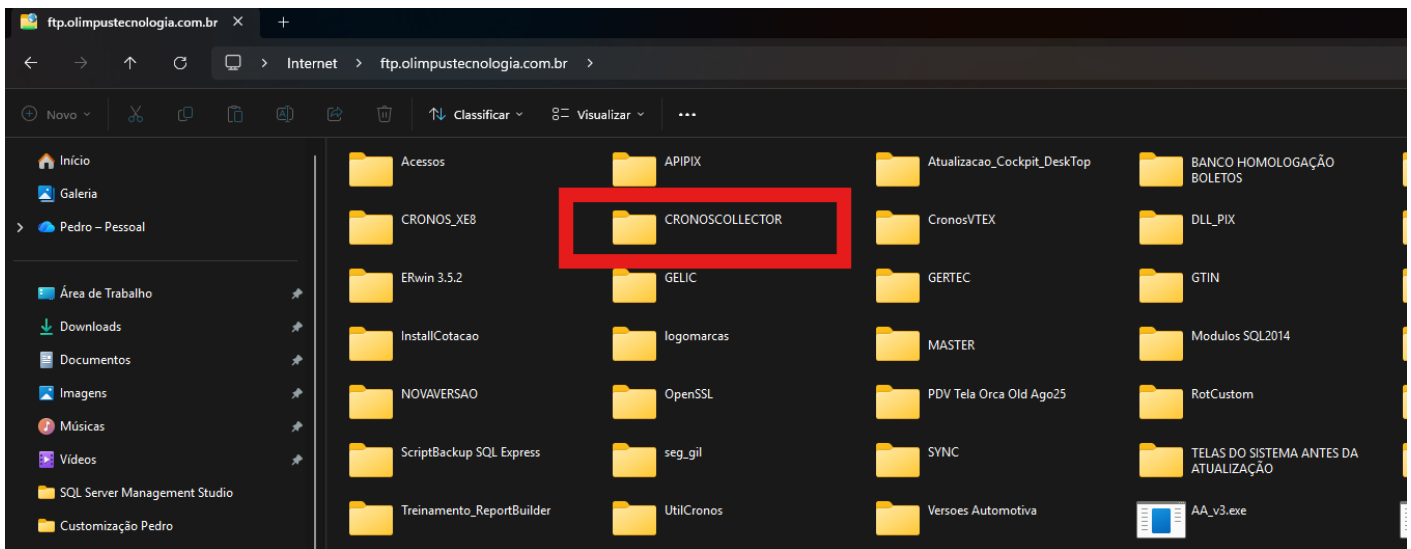 ftp.olimpustecnologia.com.br
Internet > ftp.olimpustecnologia.com.br >
Novo
Classificar
Visualizar
Início
Galeria
Pedro – Pessoal
Área de Trabalho
Downloads
Documentos
Imagens
Músicas
Vídeos
SQL Server Management Studio
Customização Pedro
Acessos
APIPIX
Atualizacao_Cockpit_DeskTop
BANCO HOMOLOGAÇÃO
BOLETOS
CRONOS_XE8
CRONOSCOLLECTOR
CronosVTEX
DLL_PIX
ERwin 3.5.2
GELIC
GERTEC
GTIN
InstallCotacao
logomarcas
MASTER
Modulos SQL2014
NOVAVERSAO
OpenSSL
PDV Tela Orca Old Ago25
RotCustom
ScriptBackup SQL Express
seg_gil
SYNC
TELAS DO SISTEMA ANTES DA
ATUALIZAÇÃO
Treinamento_ReportBuilder
UtilCronos
Versoes Automotiva
AA_v3.exe